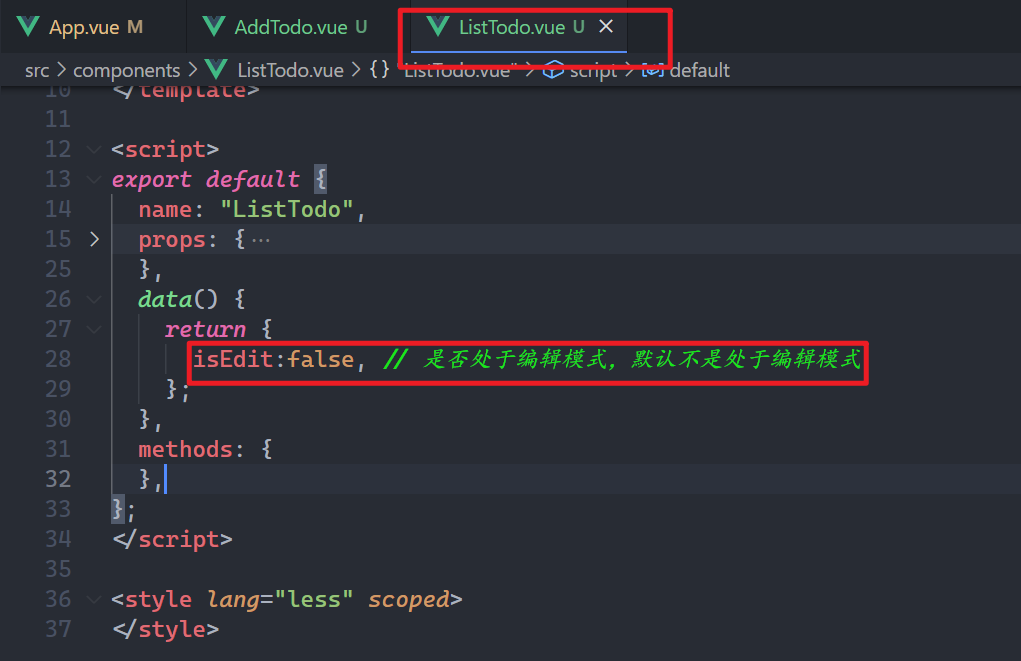 App.vue M AddTodo.vue U ListTodo.vue U ×
src > components > ListTodo.vue > {} "ListTodo.vue" > script > default
10 </template>
11
12 <script>
13 export default {
14 name: "ListTodo",
15 > props: {···
25 },
26 data() {
27 return {
28 isEdit:false, // 是否处于编辑模式，默认不是处于编辑模式
29 };
30 },
31 methods: {
32 },
33 };
34 </script>
35
36 <style lang="less" scoped>
37 </style>